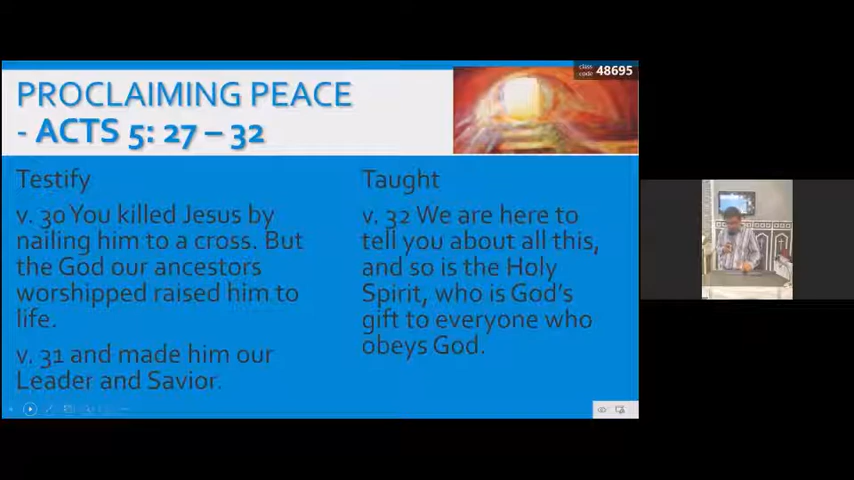 PROCLAIMING PEACE
- ACTS 5: 27 – 32
class code 48695
Testify
v. 30 You killed Jesus by
nailing him to a cross. But
the God our ancestors
worshipped raised him to
life.
v. 31 and made him our
Leader and Savior.
Taught
v. 32 We are here to
tell you about all this,
and so is the Holy
Spirit, who is God's
gift to everyone who
obeys God.